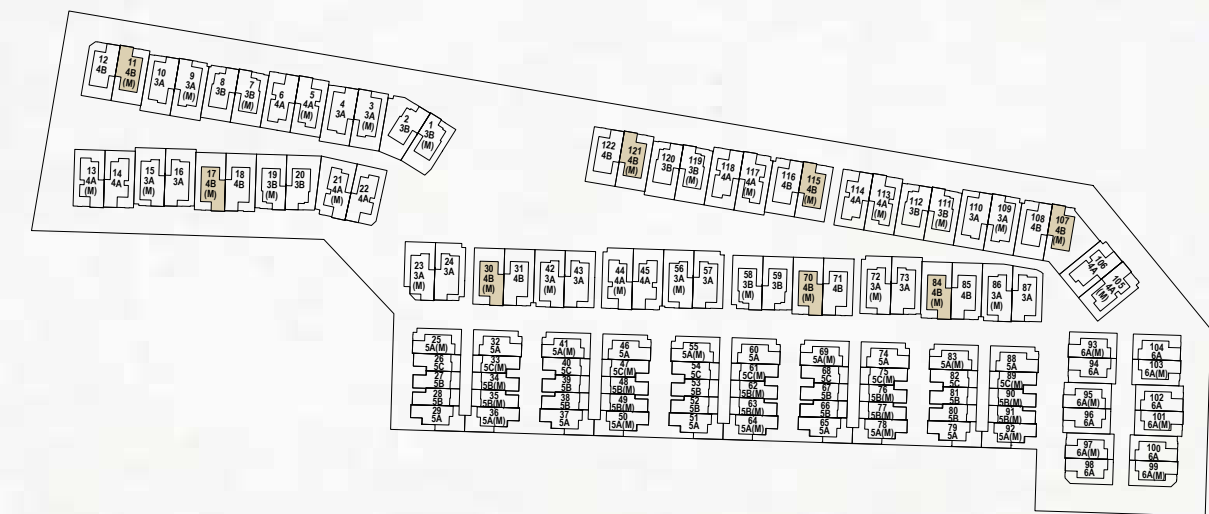 12
4B
11
4B
(M)
10
3A
9
3A
(M)
8
3B
7
3B
(M)
6
4A
5
4A
(M)
4
3A
3
3A
(M)
2
3B
1
3B
(M)
13
4A
(M)
14
4A
15
3A
(M)
16
3A
17
4B
(M)
18
4B
19
3B
(M)
20
3B
21
4A
(M)
22
4A
122
4B
121
4B
(M)
120
3B
119
3B
(M)
118
4A
117
4A
(M)
116
4B
115
4B
(M)
114
4A
113
4A
(M)
112
3B
111
3B
(M)
110
3A
109
3A
(M)
108
4B
107
4B
(M)
106
4A
105
4A
(M)
23
3A
(M)
24
3A
30
4B
(M)
31
4B
42
3A
(M)
43
3A
44
4A
(M)
45
4A
56
3A
(M)
57
3A
58
3B
(M)
59
3B
70
4B
(M)
71
4B
72
3A
(M)
73
3A
84
4B
(M)
85
4B
86
3A
(M)
87
3A
25
5A(M)
26
5C
27
5B
28
5B
29
5A
32
5A
33
5C(M)
34
5B(M)
35
5B(M)
36
5A(M)
41
5A(M)
40
5C
39
5B
38
5B
37
5A
46
5A
47
5C(M)
48
5B(M)
49
5B(M)
50
5A(M)
55
5A(M)
54
5C
53
5B
52
5B
51
5A
60
5A
61
5C(M)
62
5B(M)
63
5B(M)
64
5A(M)
69
5A(M)
68
5C
67
5B
66
5B
65
5A
74
5A
75
5C(M)
76
5B(M)
77
5B(M)
78
5A(M)
83
5A(M)
82
5C
81
5B
80
5B
79
5A
88
5A
89
5C(M)
90
5B(M)
91
5B(M)
92
5A(M)
93
6A(M)
94
6A
95
6A(M)
96
6A
97
6A(M)
98
6A
104
6A
103
6A(M)
102
6A
101
6A(M)
100
6A
99
6A(M)